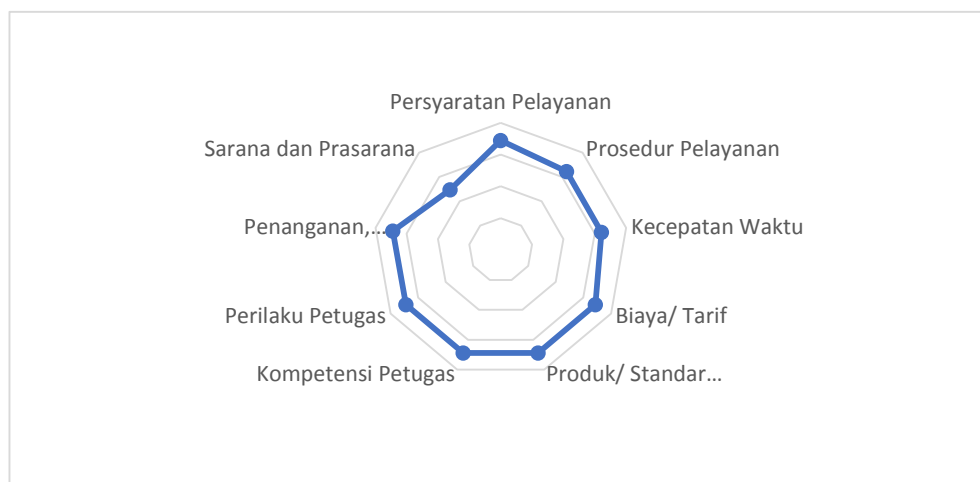 Persyaratan Pelayanan
Prosedur Pelayanan
Kecepatan Waktu
Biaya/ Tarif
Produk/ Standar…
Kompetensi Petugas
Perilaku Petugas
Penanganan,…
Sarana dan Prasarana